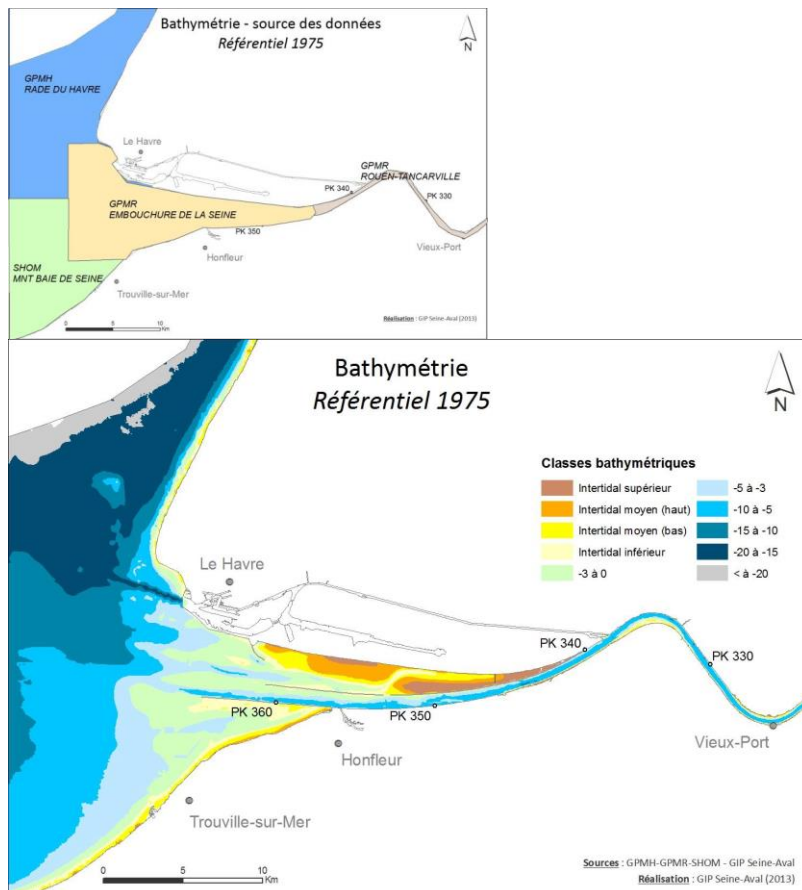 Bathymétrie - source des données
Référentiel 1975
N
GPMH
RADE DU HAVRE
Le Havre
GPMR
ROUEN-TANCARVILLE
PK 340
PK 330
GPMR
EMBOUCHURE DE LA SEINE
PK 350
Honfleur
Vieux-Port
SHOM
MNT BAIE DE SEINE
Trouville-sur-Mer
0 5 10
Km
Réalisation : GIP Seine-Aval (2013)
Bathymétrie
Référentiel 1975
N
Classes bathymétriques
Intertidal supérieur
Intertidal moyen (haut)
Intertidal moyen (bas)
Intertidal inférieur
-3 à 0
-5 à -3
-10 à -5
-15 à -10
-20 à -15
< à -20
Le Havre
PK 340
PK 330
PK 360
PK 350
Vieux-Port
Honfleur
Trouville-sur-Mer
0 5 10
Km
Sources : GPMH-GPMR-SHOM - GIP Seine-Aval
Réalisation : GIP Seine-Aval (2013)